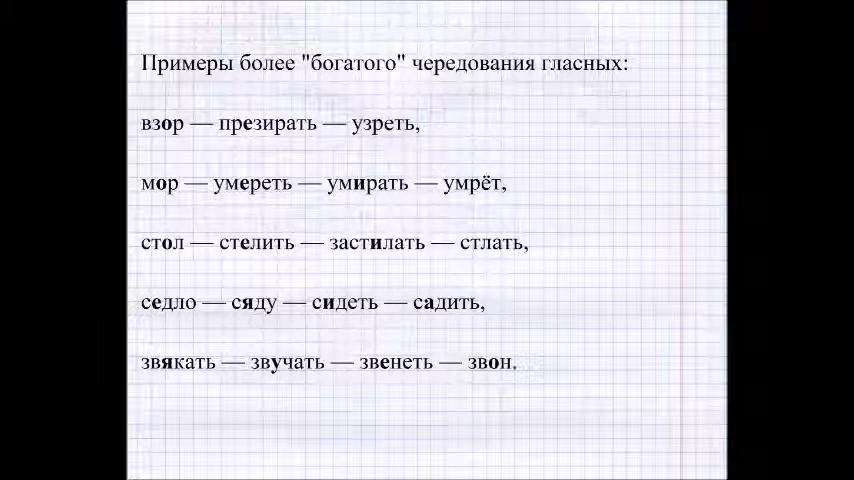 Примеры более "богатого" чередования гласных:
взор — презирать — узреть,
мор — умереть — умирать — умрёт,
стол — стелить — застилать — стлать,
седло — сяду — сидеть — садить,
звякать — звучать — звенеть — звон.